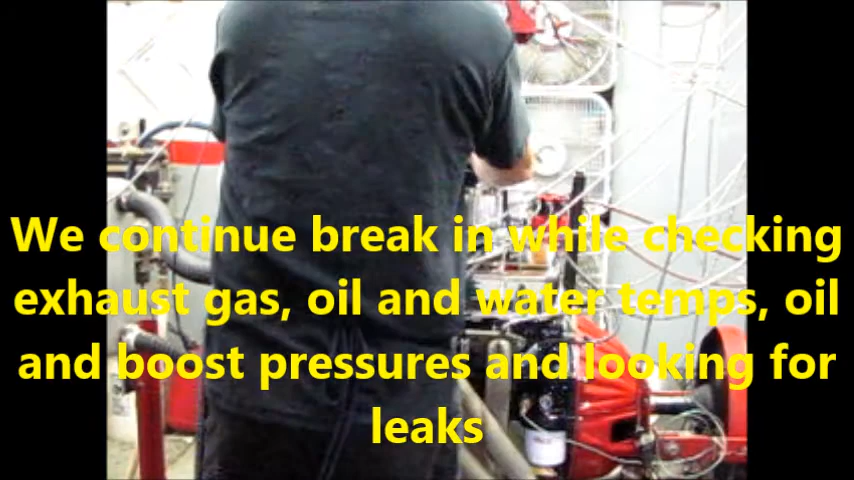 We continue break in while checking
exhaust gas, oil and water temps, oil
and boost pressures and looking for
leaks